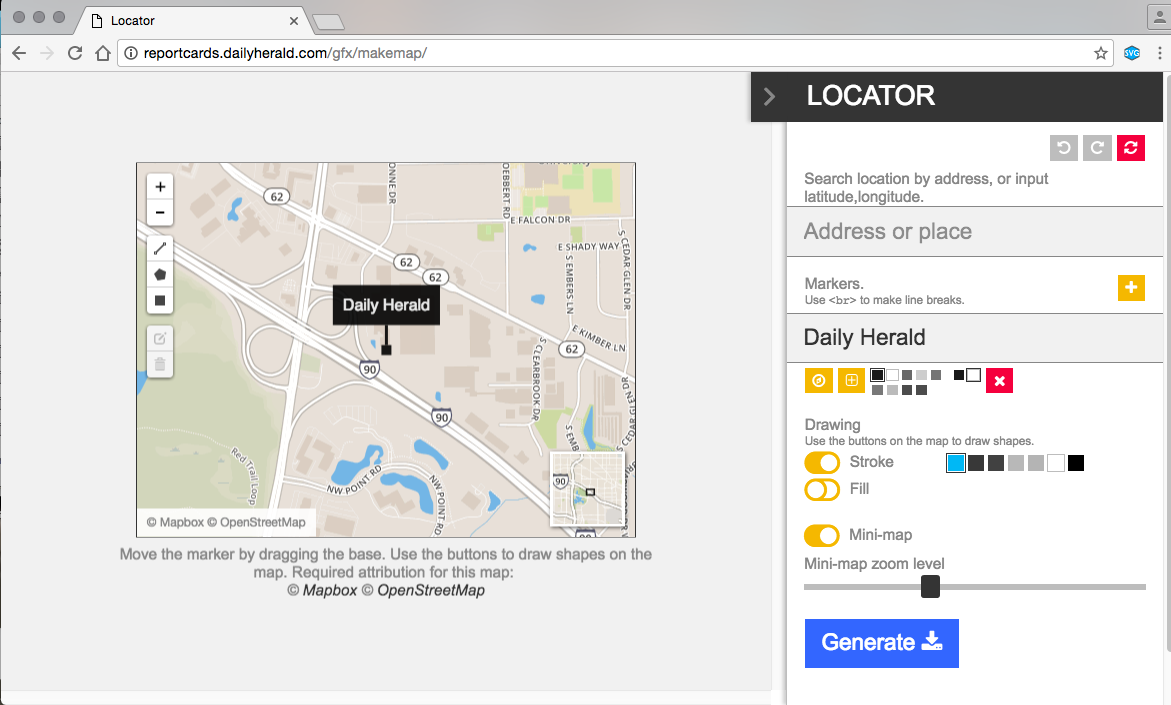 Locator
reportcards.dailyherald.com/gfx/makemap/
SVG
LOCATOR
Search location by address, or input
latitude,longitude.
Address or place
Markers.
Use <br> to make line breaks.
Daily Herald
Drawing
Use the buttons on the map to draw shapes.
Stroke
Fill
Mini-map
Mini-map zoom level
Generate
+
−
62
ONNE DR
DEBBERT RD
E FALCON DR
E SHADY WAY
S CEDAR GLEN DR
S EMBERS LN
62
62
Daily Herald
E KIMBER LN
62
90
S CLEARBROOK DR
90
S EMB
Red Trail Loop
NW POINT RD
NW POINT RD
90
© Mapbox © OpenStreetMap
Move the marker by dragging the base. Use the buttons to draw shapes on the
map. Required attribution for this map:
© Mapbox © OpenStreetMap